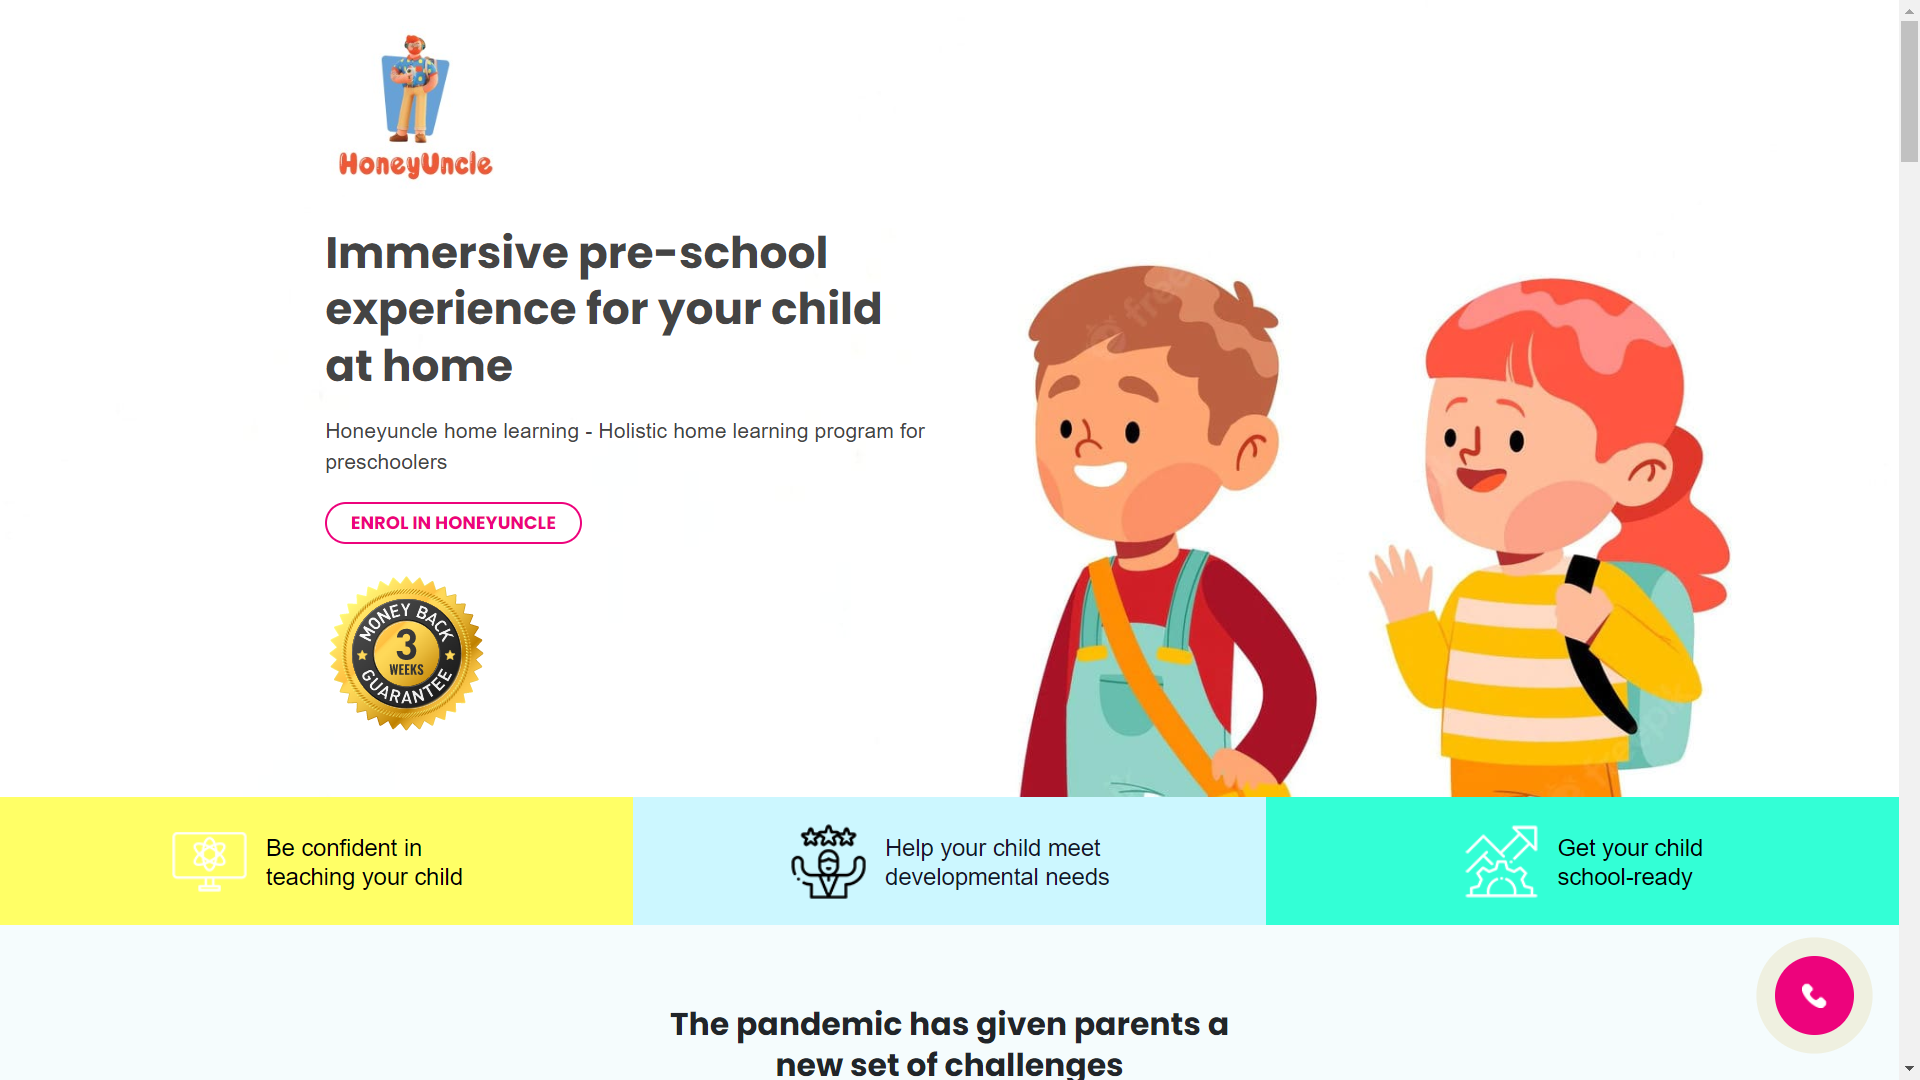 HoneyUncle
Immersive pre-school
experience for your child
at home
Honeyuncle home learning - Holistic home learning program for
preschoolers
ENROL IN HONEYUNCLE
MONEY BACK
3
WEEKS
GUARANTEE
Be confident in
teaching your child
Help your child meet
developmental needs
Get your child
school-ready
The pandemic has given parents a
new set of challenges